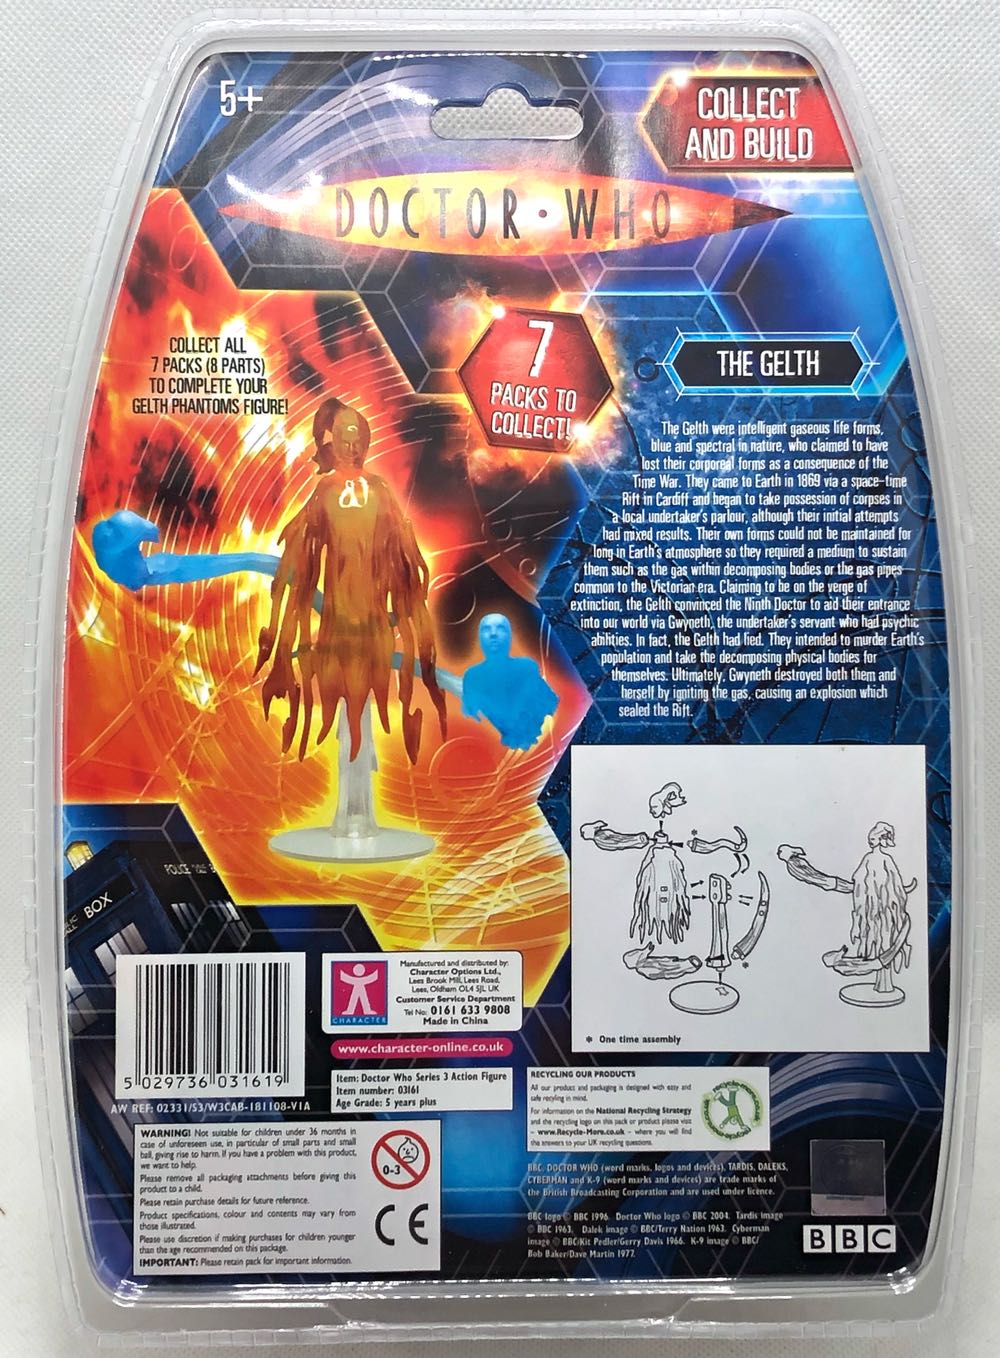 5+
COLLECT
AND BUILD
DOCTOR·WHO
COLLECT ALL
7 PACKS (8 PARTS)
TO COMPLETE YOUR
GELTH PHANTOMS FIGURE!
7
PACKS TO
COLLECT!
THE GELTH
The Gelth were intelligent gaseous life forms,
blue and spectral in nature, who claimed to have
lost their corporeal forms as a consequence of the
Time War. They came to Earth in 1869 via a space-time
Rift in Cardiff and began to take possession of corpses in
a local undertaker's parlour, although their initial attempts
had mixed results. Their own forms could not be maintained for
long in Earth's atmosphere so they required a medium to sustain
them such as the gas within decomposing bodies or the gas pipes
common to the Victorian era. Claiming to be on the verge of
extinction, the Gelth convinced the Ninth Doctor to aid their entrance
into our world via Gwyneth, the undertaker's servant who had psychic
abilities. In fact, the Gelth had lied. They intended to murder Earth's
population and take the decomposing physical bodies for
themselves. Ultimately, Gwyneth destroyed both them and
herself by igniting the gas, causing an explosion which
sealed the Rift.
* 
* 
* One time assembly
POLICE
BOX
5 029736 031619
AW REF: 02331/S3/W3CAB-181108-V1A
CHARACTER
Manufactured and distributed by:
Character Options Ltd.,
Lees Brook Mill, Lees Road,
Lees, Oldham OL4 5JL UK
Customer Service Department
Tel No: 0161 633 9808
Made in China
www.character-online.co.uk
Item: Doctor Who Series 3 Action Figure
Item number: 03161
Age Grade: 5 years plus
RECYCLING OUR PRODUCTS
All our product and packaging is designed with easy and
safe recycling in mind.
For information on the National Recycling Strategy
and the recycling logo on this pack or product please visit
- www.Recycle-More.co.uk - where you will find
the answers to your UK recycling questions.
WARNING! Not suitable for children under 36 months in
case of unforeseen use, in particular of small parts and small
ball, giving rise to harm. If you have a problem with this product,
we want to help.
Please remove all packaging attachments before giving this
product to a child.
Please retain purchase details for future reference.
Product specifications, colour and contents may vary from
those illustrated.
Please use discretion if making purchases for children younger
than the age recommended on this package.
IMPORTANT: Please retain pack for important information.
0-3
CE
BBC, DOCTOR WHO (word marks, logos and devices), TARDIS, DALEKS,
CYBERMAN and K-9 (word marks and devices) are trade marks of
the British Broadcasting Corporation and are used under licence.
BBC logo © BBC 1996. Doctor Who logo © BBC 2004. Tardis image
© BBC 1963. Dalek image © BBC/Terry Nation 1963. Cyberman
image © BBC/Kit Pedler/Gerry Davis 1966. K-9 image © BBC/
Bob Baker/Dave Martin 1977.
BBC